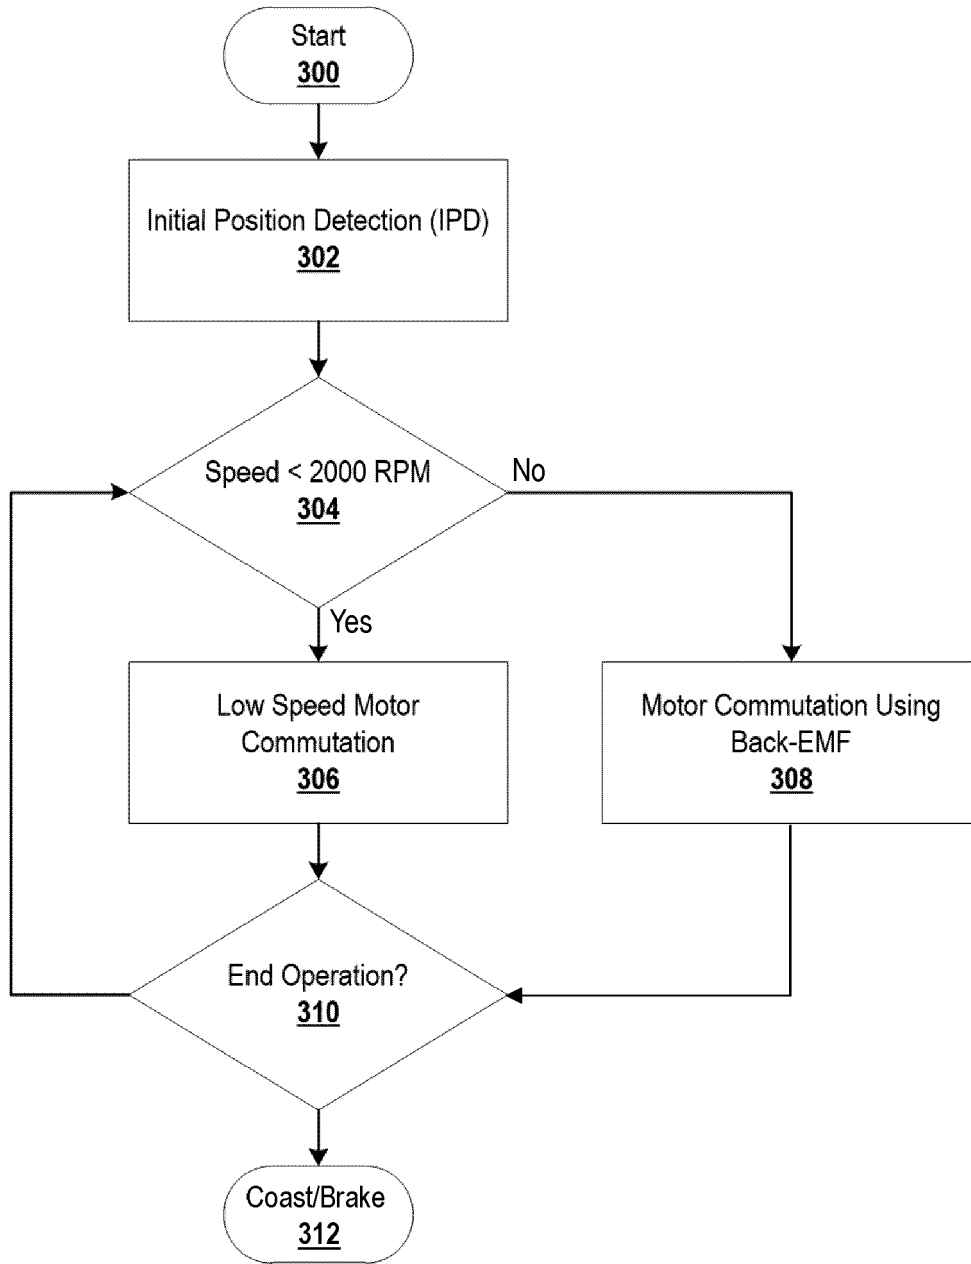 Start
300
Initial Position Detection (IPD)
302
Speed < 2000 RPM
304
No
Yes
Low Speed Motor
Commutation
306
Motor Commutation Using
Back-EMF
308
End Operation?
310
Coast/Brake
312